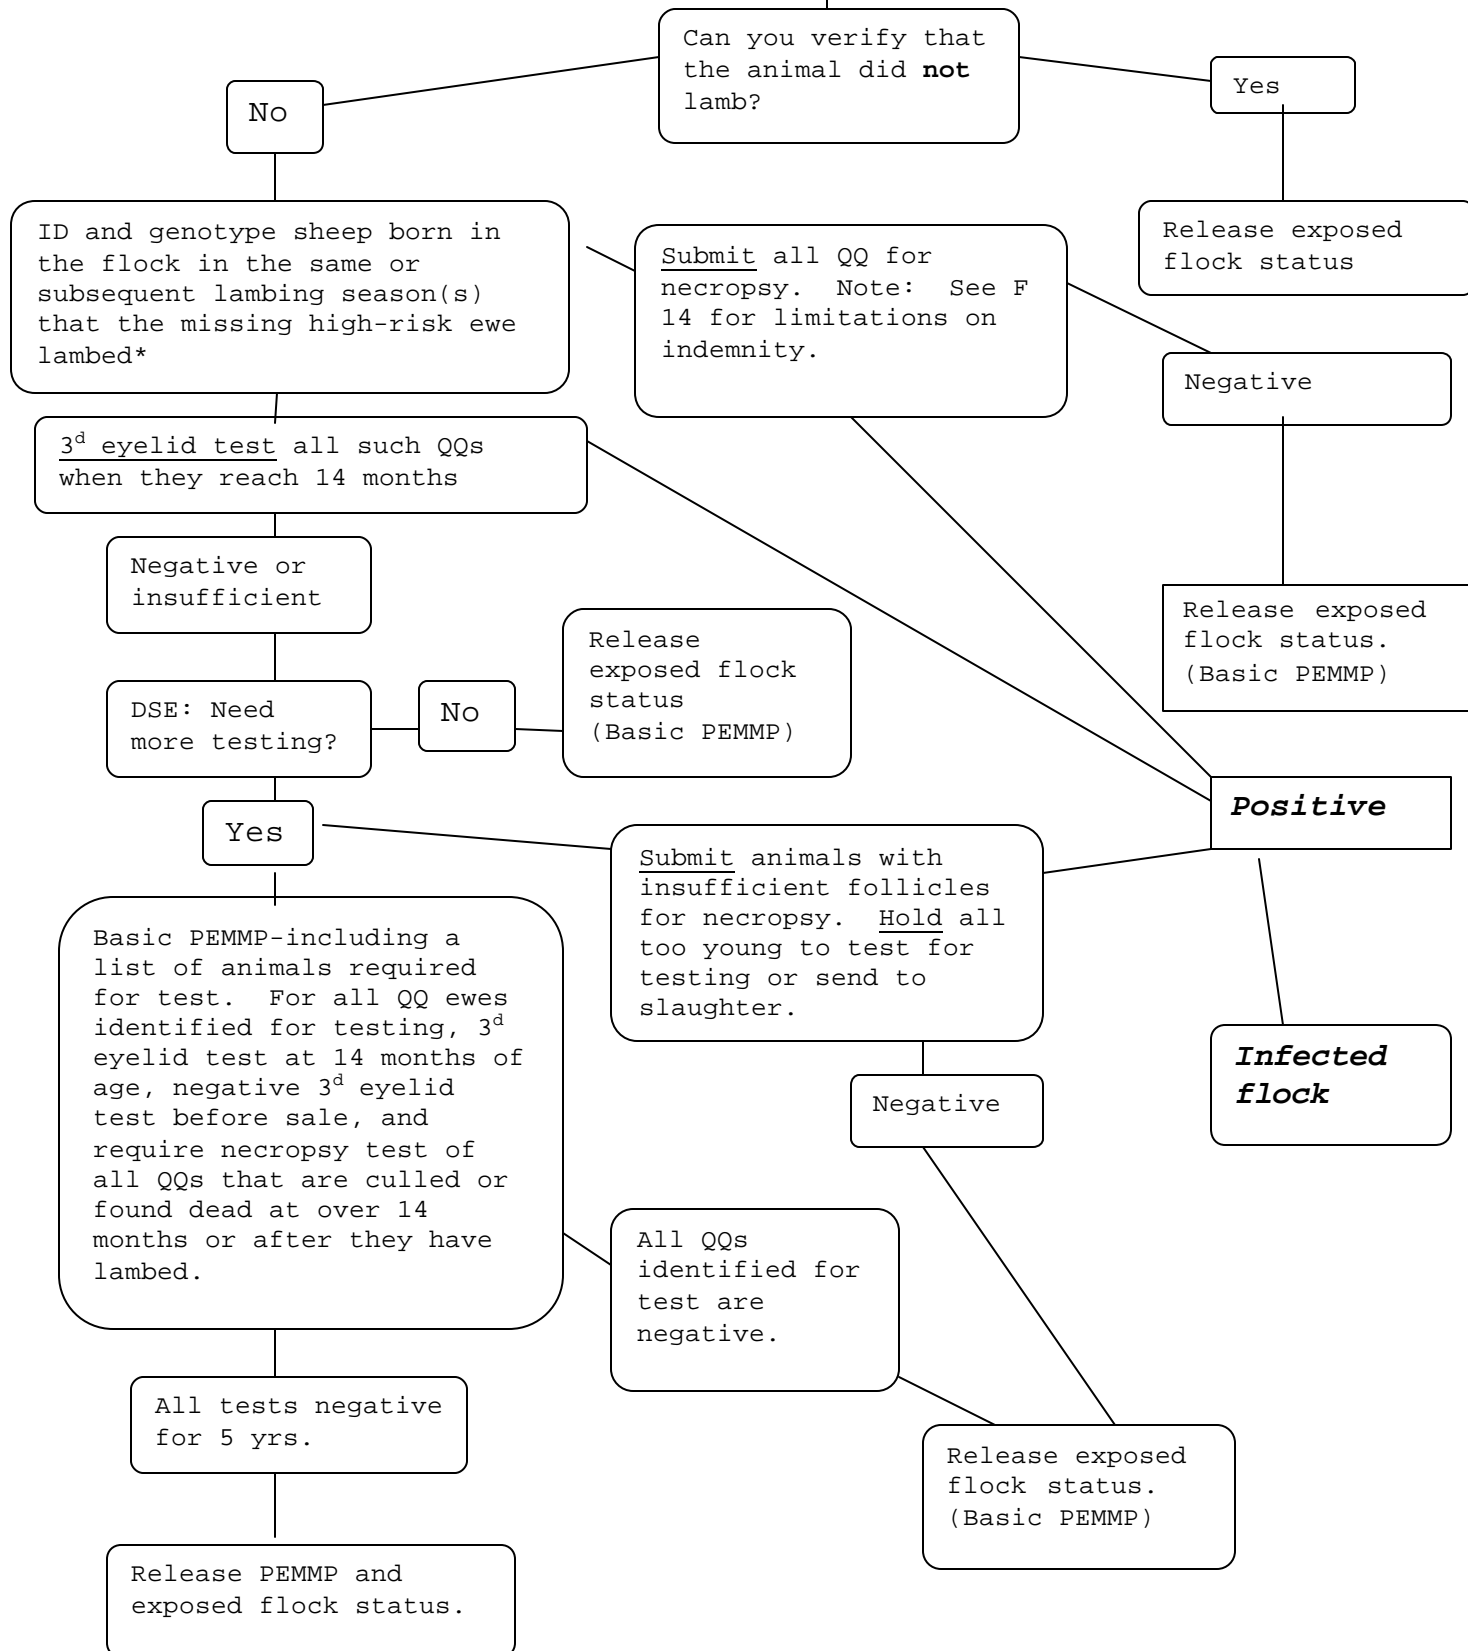 Can you verify that
the animal did not
lamb?
No
Yes
ID and genotype sheep born in
the flock in the same or
subsequent lambing season(s)
that the missing high-risk ewe
lambed*
Submit all QQ for
necropsy. Note: See F
14 for limitations on
indemnity.
Release exposed
flock status
Negative
3d eyelid test all such QQs
when they reach 14 months
Negative or
insufficient
Release exposed
flock status.
(Basic PEMMP)
DSE: Need
more testing?
No
Release
exposed flock
status
(Basic PEMMP)
Positive
Yes
Submit animals with
insufficient follicles
for necropsy. Hold all
too young to test for
testing or send to
slaughter.
Basic PEMMP-including a
list of animals required
for test. For all QQ ewes
identified for testing, 3d
eyelid test at 14 months of
age, negative 3d eyelid
test before sale, and
require necropsy test of
all QQs that are culled or
found dead at over 14
months or after they have
lambed.
Infected
flock
Negative
All QQs
identified for
test are
negative.
All tests negative
for 5 yrs.
Release exposed
flock status.
(Basic PEMMP)
Release PEMMP and
exposed flock status.